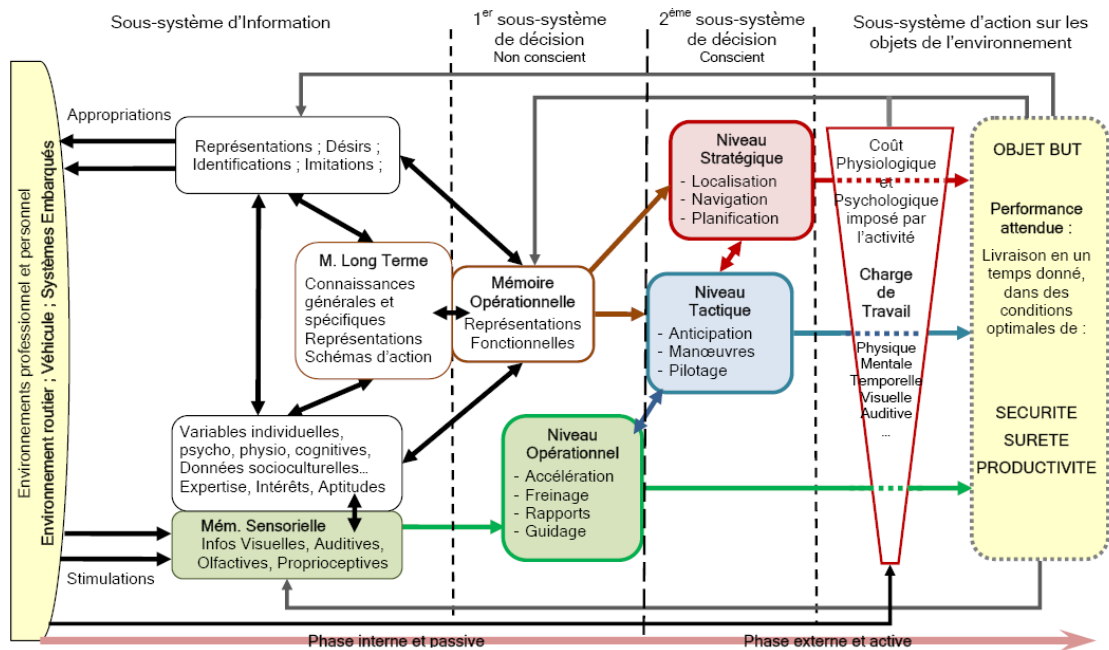 Sous-système d'Information
1er sous-système
de décision
Non conscient
2éme sous-système
de décision
Conscient
Sous-système d'action sur les
objets de l'environnement
Environnements professionnel et personnel
Environnement routier ; Véhicule ; Systèmes Embarqués
Appropriations
Stimulations
Représentations ; Désirs ;
Identifications ; Imitations ;
M. Long Terme
Connaissances
générales et
spécifiques
Représentations
Schémas d'action
Variables individuelles,
psycho, physio, cognitives,
Données socioculturelles...
Expertise, Intérêts, Aptitudes
Mém. Sensorielle
Infos Visuelles, Auditives,
Olfactives, Proprioceptives
Mémoire
Opérationnelle
Représentations
Fonctionnelles
Niveau
Opérationnel
- Accélération
- Freinage
- Rapports
- Guidage
Niveau
Stratégique
- Localisation
- Navigation
- Planification
Niveau
Tactique
- Anticipation
- Manœuvres
- Pilotage
Coût
Physiologique
et
Psychologique
imposé par
l'activité
Charge
de
Travail
Physique
Mentale
Temporelle
Visuelle
Auditive
...
OBJET BUT
Performance
attendue :
Livraison en un
temps donné,
dans des
conditions
optimales de :
SECURITE
SURETE
PRODUCTIVITE
Phase interne et passive
Phase externe et active